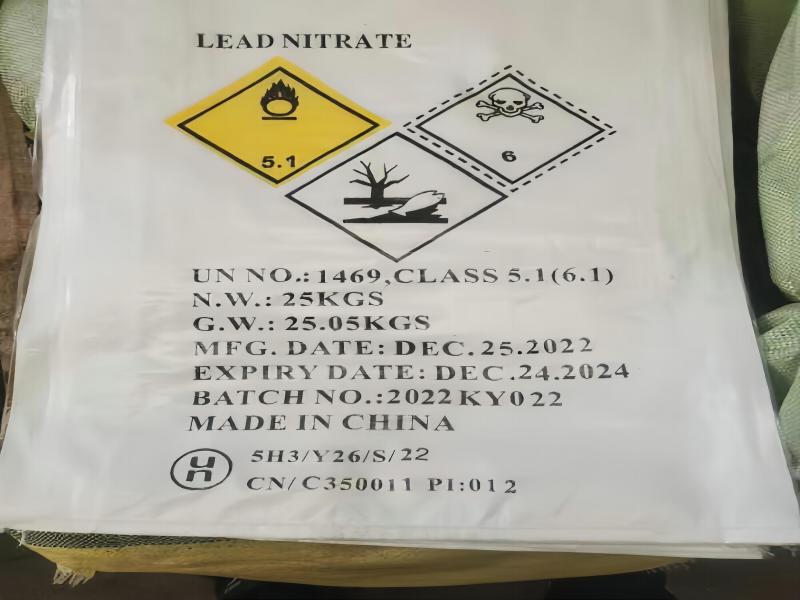 LEAD NITRATE
5.1
6
UN NO.:1469,CLASS 5.1(6.1)
N.W.: 25KGS
G.W.: 25.05KGS
MFG. DATE: DEC.25.2022
EXPIRY DATE: DEC.24.2024
BATCH NO.:2022KY022
MADE IN CHINA
un
5H3/Y26/S/22
CN/C350011 PI:012